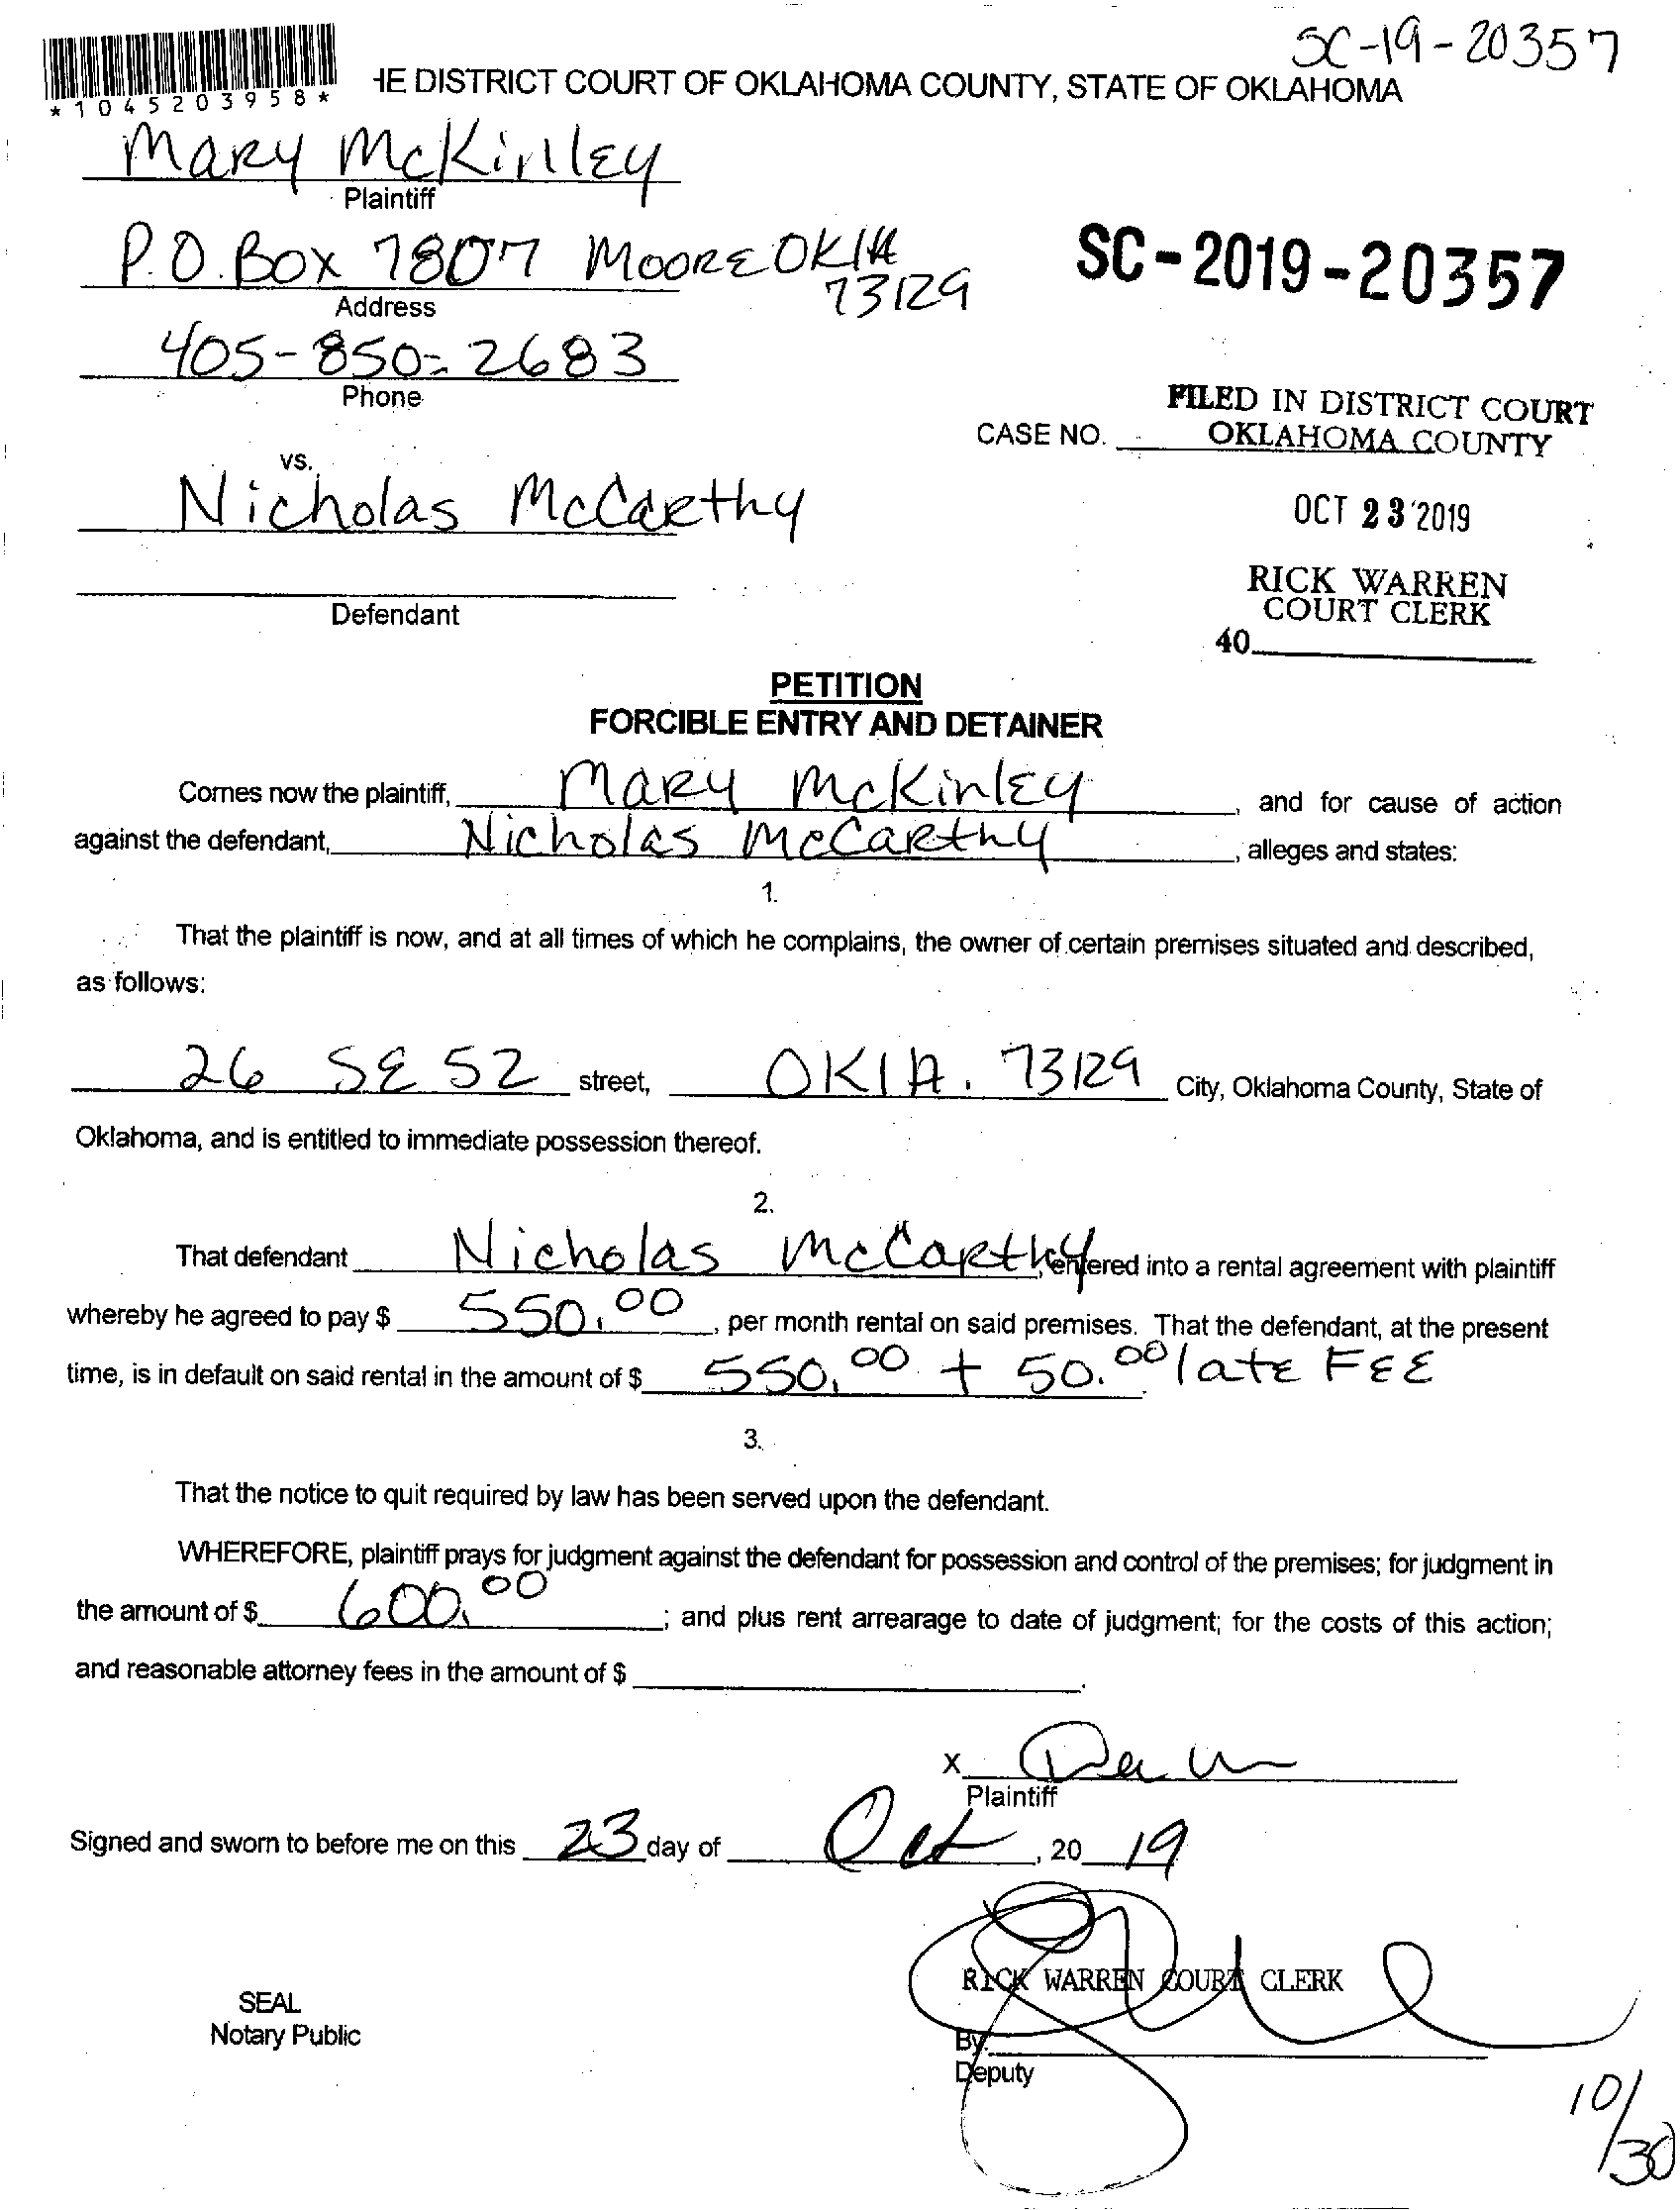 SC-19-20357
*1045203958*
HE DISTRICT COURT OF OKLAHOMA COUNTY, STATE OF OKLAHOMA
Mary McKinley
Plaintiff
P.O. Box 7807 Moore OKlA
73129
Address
SC-2019-20357
405-850-2683
Phone
FILED IN DISTRICT COURT
CASE NO. OKLAHOMA COUNTY
vs.
Nicholas McCarthy
OCT 23 2019
RICK WARREN
COURT CLERK
Defendant
40
PETITION
FORCIBLE ENTRY AND DETAINER
Comes now the plaintiff, Mary McKinley, and for cause of action
against the defendant, Nicholas McCarthy, alleges and states:
1.
That the plaintiff is now, and at all times of which he complains, the owner of certain premises situated and described,
as follows:
26 SE 52 street, OKlA. 73129 City, Oklahoma County, State of
Oklahoma, and is entitled to immediate possession thereof.
2.
That defendant Nicholas McCarthy, entered into a rental agreement with plaintiff
whereby he agreed to pay $ 550.00, per month rental on said premises. That the defendant, at the present
time, is in default on said rental in the amount of $ 550.00 + 50.00 late FEE
3.
That the notice to quit required by law has been served upon the defendant.
WHEREFORE, plaintiff prays for judgment against the defendant for possession and control of the premises; for judgment in
the amount of $ 600.00; and plus rent arrearage to date of judgment; for the costs of this action;
and reasonable attorney fees in the amount of $
X
Plaintiff
Signed and sworn to before me on this 23 day of Oct, 20 19
RICK WARREN COURT CLERK
SEAL
Notary Public
By:
Deputy
10/30